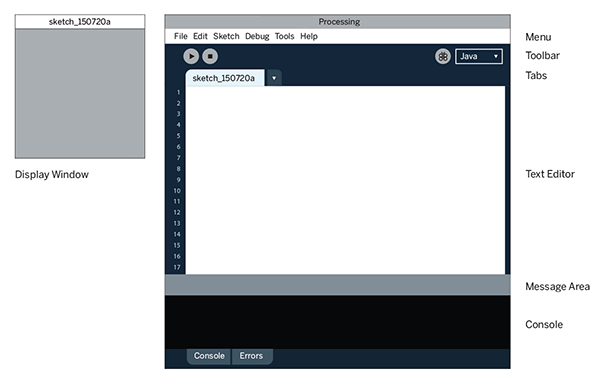 sketch_150720a
Display Window
Processing
File Edit Sketch Debug Tools Help
Java
sketch_150720a
1
2
3
4
5
6
7
8
9
10
11
12
13
14
15
16
17
Console Errors
Menu
Toolbar
Tabs
Text Editor
Message Area
Console